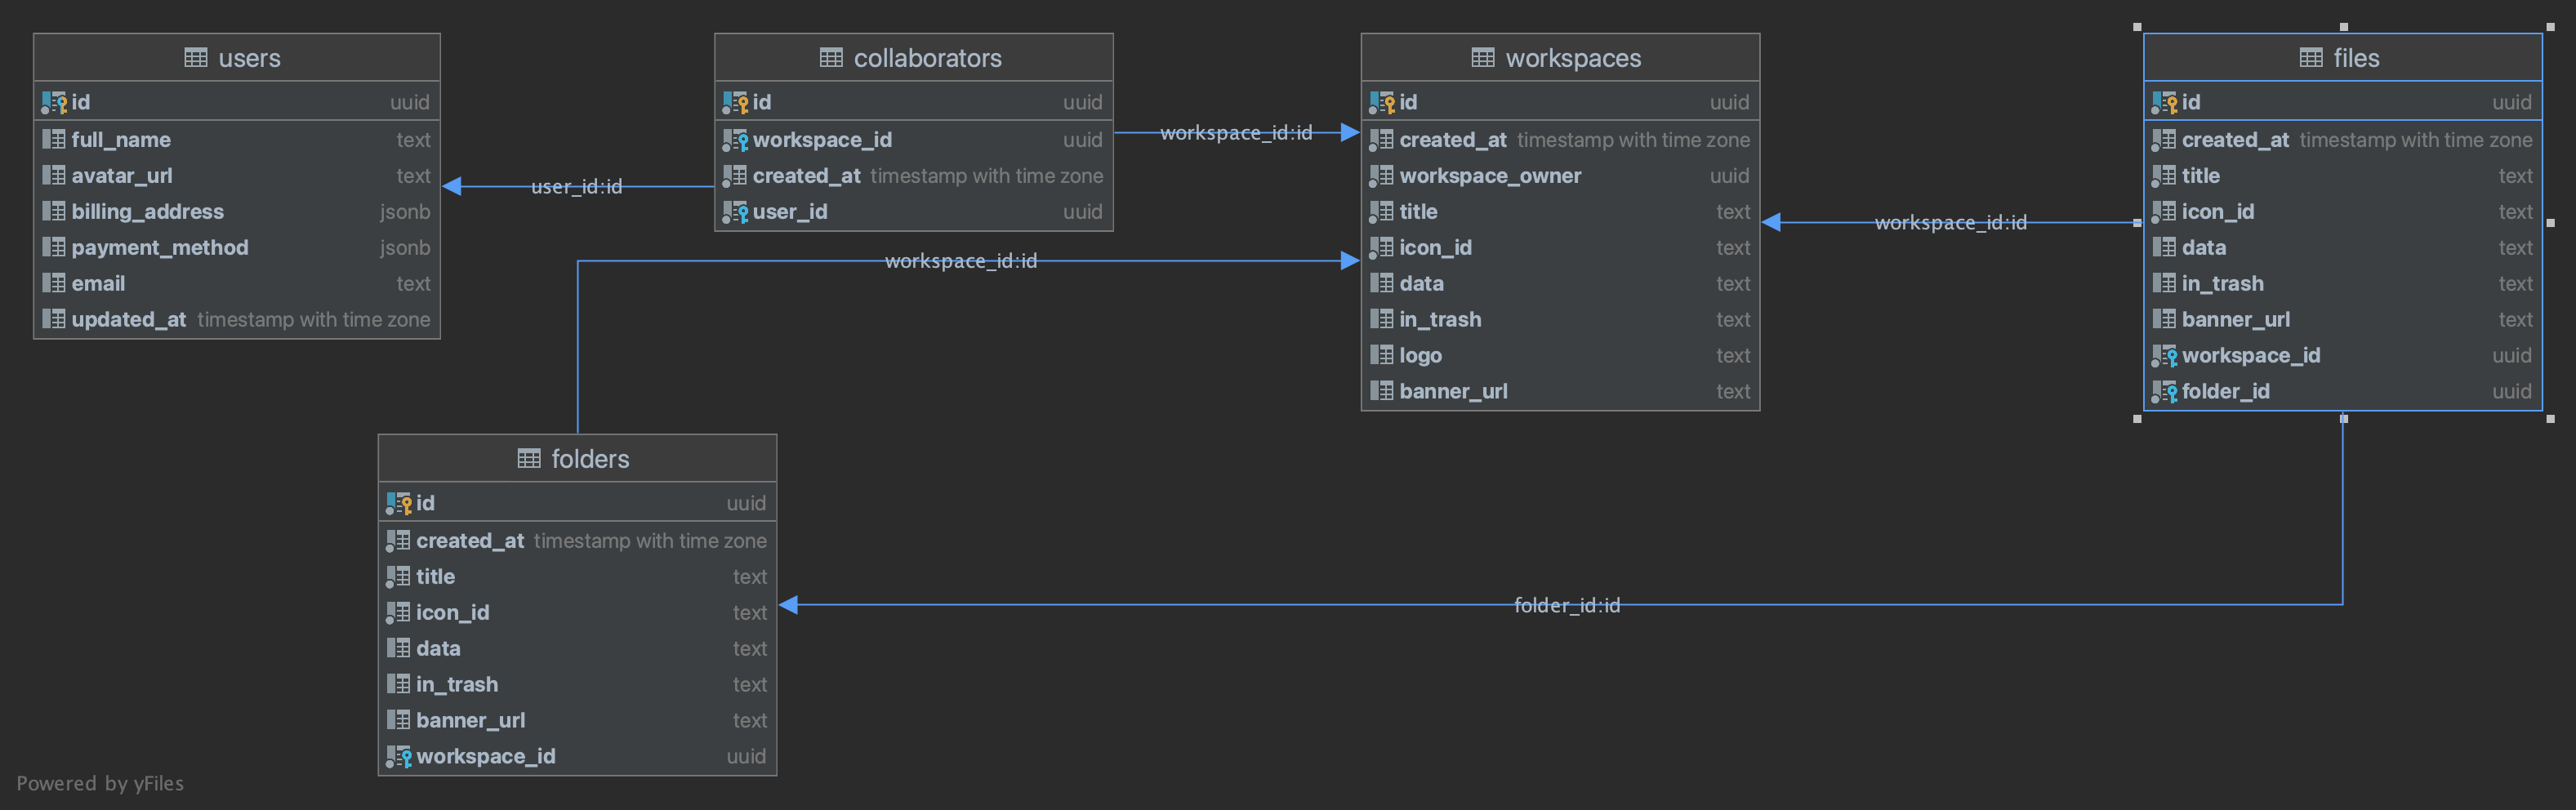 users
id uuid
full_name text
avatar_url text
billing_address jsonb
payment_method jsonb
email text
updated_at timestamp with time zone
user_id:id
collaborators
id uuid
workspace_id uuid
created_at timestamp with time zone
user_id uuid
workspace_id:id
workspace_id:id
workspaces
id uuid
created_at timestamp with time zone
workspace_owner uuid
title text
icon_id text
data text
in_trash text
logo text
banner_url text
workspace_id:id
files
id uuid
created_at timestamp with time zone
title text
icon_id text
data text
in_trash text
banner_url text
workspace_id uuid
folder_id uuid
folders
id uuid
created_at timestamp with time zone
title text
icon_id text
data text
in_trash text
banner_url text
workspace_id uuid
folder_id:id
Powered by yFiles